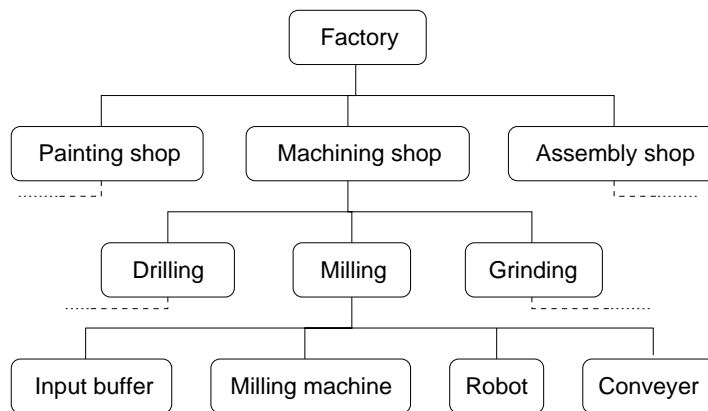 Factory
Painting shop
Machining shop
Assembly shop
Drilling
Milling
Grinding
Input buffer
Milling machine
Robot
Conveyer